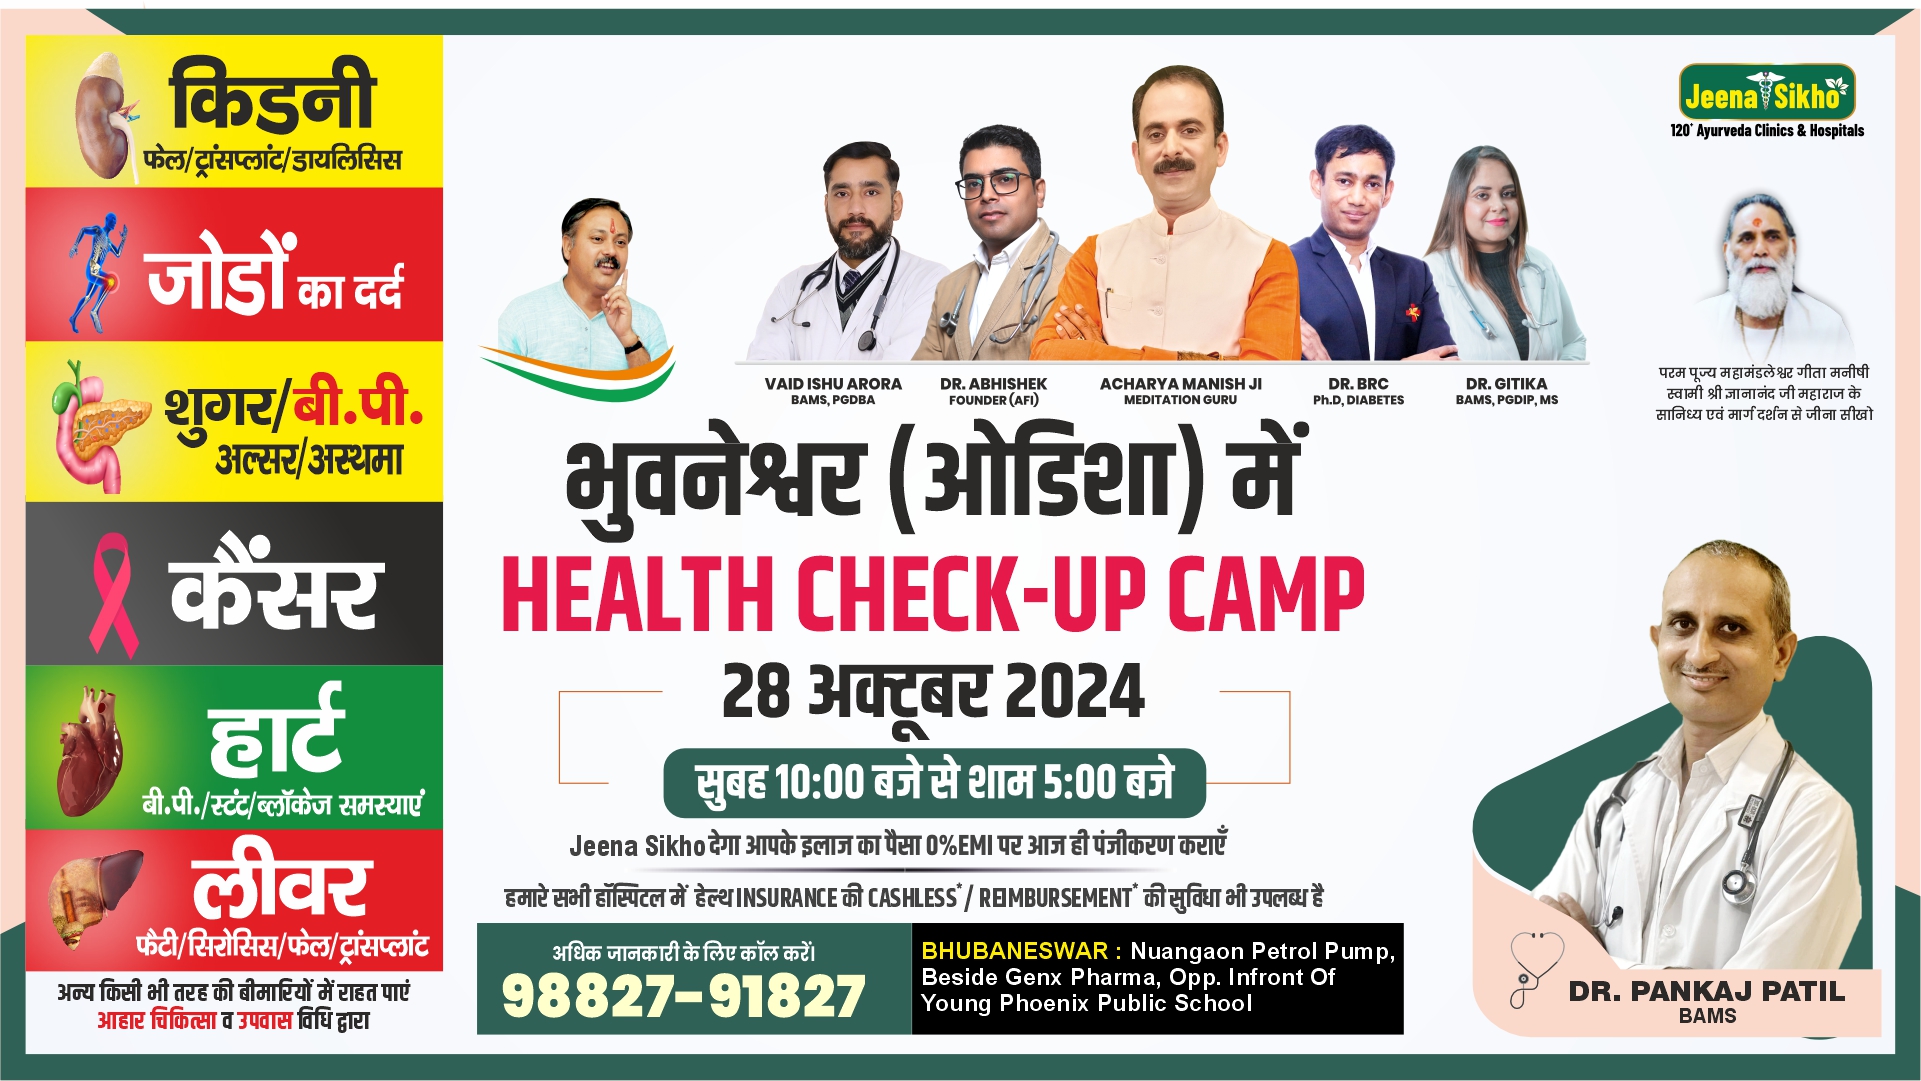 किडनी
फेल/ट्रांसप्लांट/डायलिसिस
जोडों का दर्द
शुगर/बी.पी.
अल्सर/अस्थमा
कैंसर
हार्ट
बी.पी./स्टंट/ब्लॉकेज समस्याएं
लीवर
फैटी/सिरोसिस/फेल/ट्रांसप्लांट
अन्य किसी भी तरह की बीमारियों में राहत पाएं
आहार चिकित्सा व उपवास विधि द्वारा
Jeena Sikho
120+ Ayurveda Clinics & Hospitals
VAID ISHU ARORA
BAMS, PGDBA
DR. ABHISHEK
FOUNDER (AFI)
ACHARYA MANISH JI
MEDITATION GURU
DR. BRC
Ph.D, DIABETES
DR. GITIKA
BAMS, PGDIP, MS
परम पूज्य महामंडलेश्वर गीता मनीषी
स्वामी श्री ज्ञानानंद जी महाराज के
सानिध्य एवं मार्ग दर्शन से जीना सीखो
भुवनेश्वर (ओडिशा) में
HEALTH CHECK-UP CAMP
28 अक्टूबर 2024
सुबह 10:00 बजे से शाम 5:00 बजे
Jeena Sikho देगा आपके इलाज का पैसा 0%EMI पर आज ही पंजीकरण कराएँ
हमारे सभी हॉस्पिटल में हेल्थ INSURANCE की CASHLESS* / REIMBURSEMENT* की सुविधा भी उपलब्ध है
अधिक जानकारी के लिए कॉल करें।
98827-91827
BHUBANESWAR : Nuangaon Petrol Pump,
Beside Genx Pharma, Opp. Infront Of
Young Phoenix Public School
DR. PANKAJ PATIL
BAMS